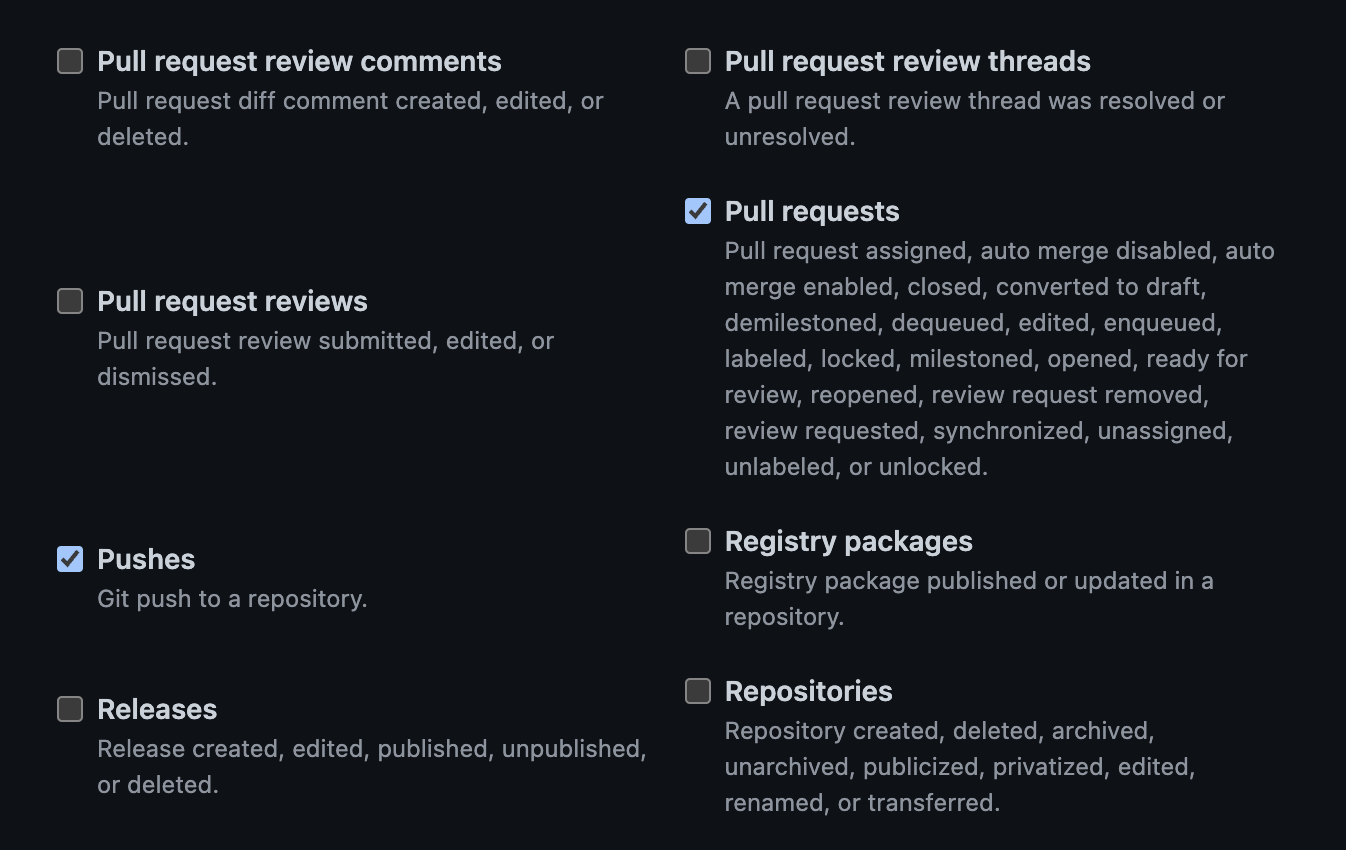 Pull request review comments
Pull request diff comment created, edited, or
deleted.
Pull request review threads
A pull request review thread was resolved or
unresolved.
Pull request reviews
Pull request review submitted, edited, or
dismissed.
Pull requests
Pull request assigned, auto merge disabled, auto
merge enabled, closed, converted to draft,
demilestoned, dequeued, edited, enqueued,
labeled, locked, milestoned, opened, ready for
review, reopened, review request removed,
review requested, synchronized, unassigned,
unlabeled, or unlocked.
Pushes
Git push to a repository.
Registry packages
Registry package published or updated in a
repository.
Releases
Release created, edited, published, unpublished,
or deleted.
Repositories
Repository created, deleted, archived,
unarchived, publicized, privatized, edited,
renamed, or transferred.